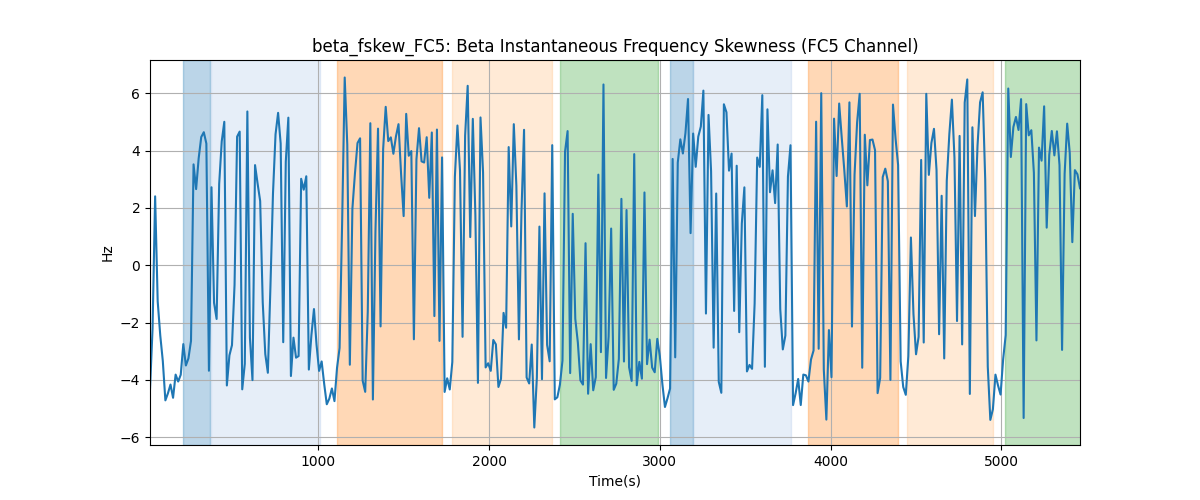 beta_fskew_FC5: Beta Instantaneous Frequency Skewness (FC5 Channel)
Hz
6
4
2
0
−2
−4
−6
1000 2000 3000 4000 5000
Time(s)